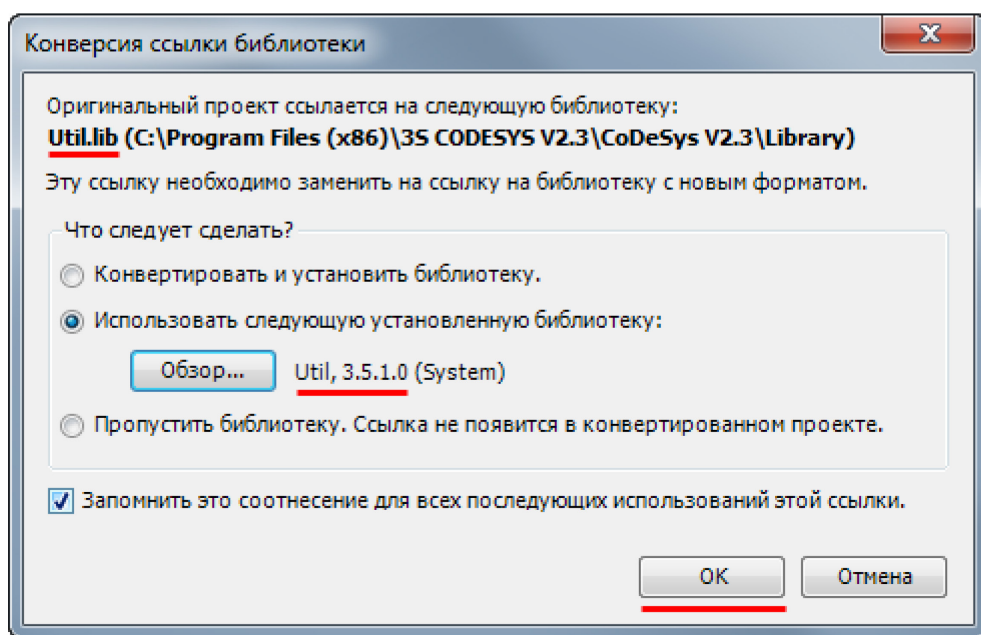 Конверсия ссылки библиотеки
Оригинальный проект ссылается на следующую библиотеку:
Util.lib (C:\Program Files (x86)\3S CODESYS V2.3\CoDeSys V2.3\Library)
Эту ссылку необходимо заменить на ссылку на библиотеку с новым форматом.
Что следует сделать?
Конвертировать и установить библиотеку.
Использовать следующую установленную библиотеку:
Обзор... Util, 3.5.1.0 (System)
Пропустить библиотеку. Ссылка не появится в конвертированном проекте.
Запомнить это соотнесение для всех последующих использований этой ссылки.
OK Отмена